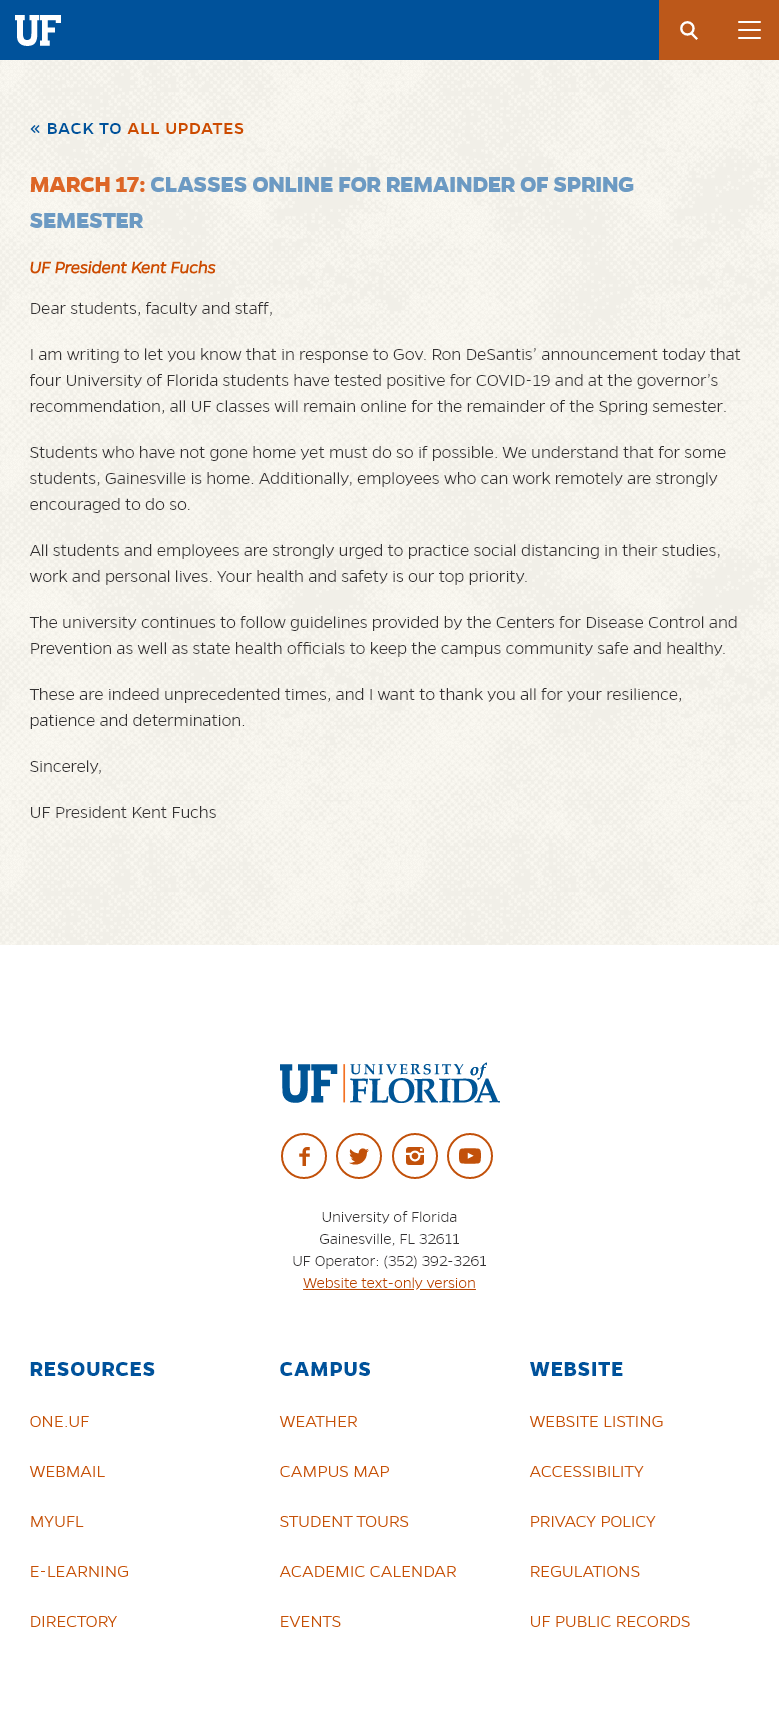 UF
« BACK TO ALL UPDATES
MARCH 17: CLASSES ONLINE FOR REMAINDER OF SPRING
SEMESTER
UF President Kent Fuchs
Dear students, faculty and staff,
I am writing to let you know that in response to Gov. Ron DeSantis’ announcement today that
four University of Florida students have tested positive for COVID-19 and at the governor’s
recommendation, all UF classes will remain online for the remainder of the Spring semester.
Students who have not gone home yet must do so if possible. We understand that for some
students, Gainesville is home. Additionally, employees who can work remotely are strongly
encouraged to do so.
All students and employees are strongly urged to practice social distancing in their studies,
work and personal lives. Your health and safety is our top priority.
The university continues to follow guidelines provided by the Centers for Disease Control and
Prevention as well as state health officials to keep the campus community safe and healthy.
These are indeed unprecedented times, and I want to thank you all for your resilience,
patience and determination.
Sincerely,
UF President Kent Fuchs
UF UNIVERSITY of
FLORIDA
University of Florida
Gainesville, FL 32611
UF Operator: (352) 392-3261
Website text-only version
RESOURCES
ONE.UF
WEBMAIL
MYUFL
E-LEARNING
DIRECTORY
CAMPUS
WEATHER
CAMPUS MAP
STUDENT TOURS
ACADEMIC CALENDAR
EVENTS
WEBSITE
WEBSITE LISTING
ACCESSIBILITY
PRIVACY POLICY
REGULATIONS
UF PUBLIC RECORDS